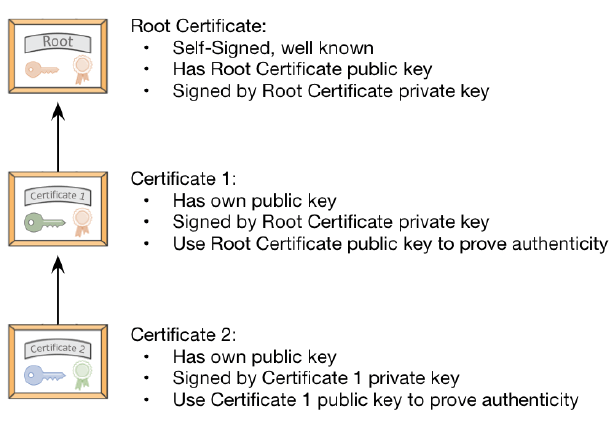 Root
Root Certificate:
• Self-Signed, well known
• Has Root Certificate public key
• Signed by Root Certificate private key
Certificate 1
Certificate 1:
• Has own public key
• Signed by Root Certificate private key
• Use Root Certificate public key to prove authenticity
Certificate 2
Certificate 2:
• Has own public key
• Signed by Certificate 1 private key
• Use Certificate 1 public key to prove authenticity